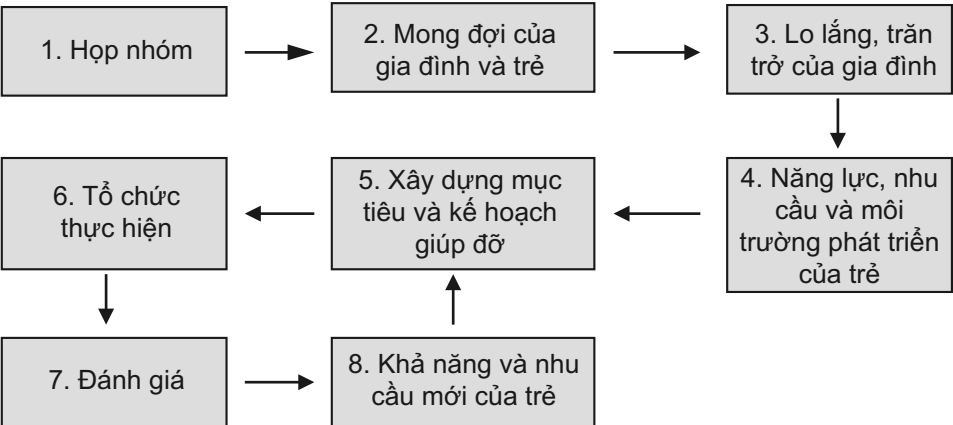 1. Họp nhóm
2. Mong đợi của
gia đình và trẻ
3. Lo lắng, trăn
trở của gia đình
4. Năng lực, nhu
cầu và môi
trường phát triển
của trẻ
5. Xây dựng mục
tiêu và kế hoạch
giúp đỡ
6. Tổ chức
thực hiện
7. Đánh giá
8. Khả năng và nhu
cầu mới của trẻ